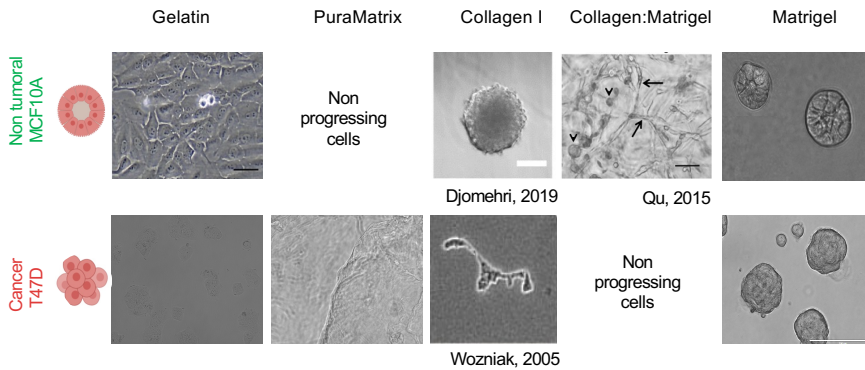 Gelatin PuraMatrix Collagen I Collagen:Matrigel Matrigel
Non tumoral
MCF10A
Non
progressing
cells
Djomehri, 2019 Qu, 2015
Cancer
T47D
Non
progressing
cells
Wozniak, 2005